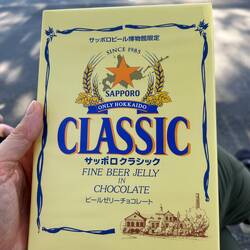 サッポロビール博物館限定
SINCE 1985
SAPPORO
ONLY HOKKAIDO
CLASSIC
サッポロクラシック
FINE BEER JELLY
IN
CHOCOLATE
ビールゼリーチョコレート